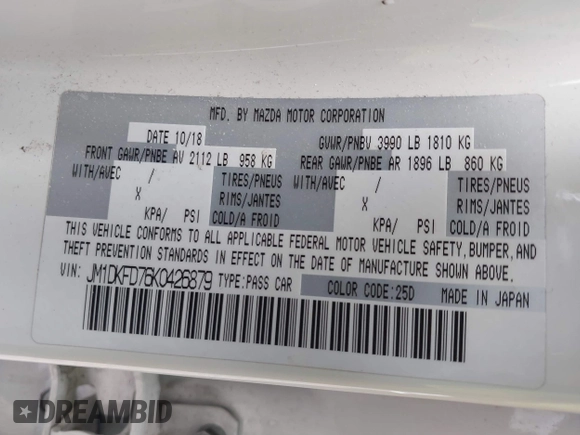 MFD. BY MAZDA MOTOR CORPORATION
DATE 10/18 GVWR/PNBV 3990 LB 1810 KG
FRONT GAWR/PNBE AV 2112 LB 958 KG REAR GAWR/PNBE AR 1896 LB 860 KG
WITH/AVEC / TIRES/PNEUS WITH/AVEC / TIRES/PNEUS
X RIMS/JANTES X RIMS/JANTES
KPA/ PSI COLD/A FROID KPA/ PSI COLD/A FROID
THIS VEHICLE CONFORMS TO ALL APPLICABLE FEDERAL MOTOR VEHICLE SAFETY, BUMPER, AND
THEFT PREVENTION STANDARDS IN EFFECT ON THE DATE OF MANUFACTURE SHOWN ABOVE.
VIN: JM1DKFD76K0426879 TYPE:PASS CAR COLOR CODE:25D MADE IN JAPAN
DREAMBID